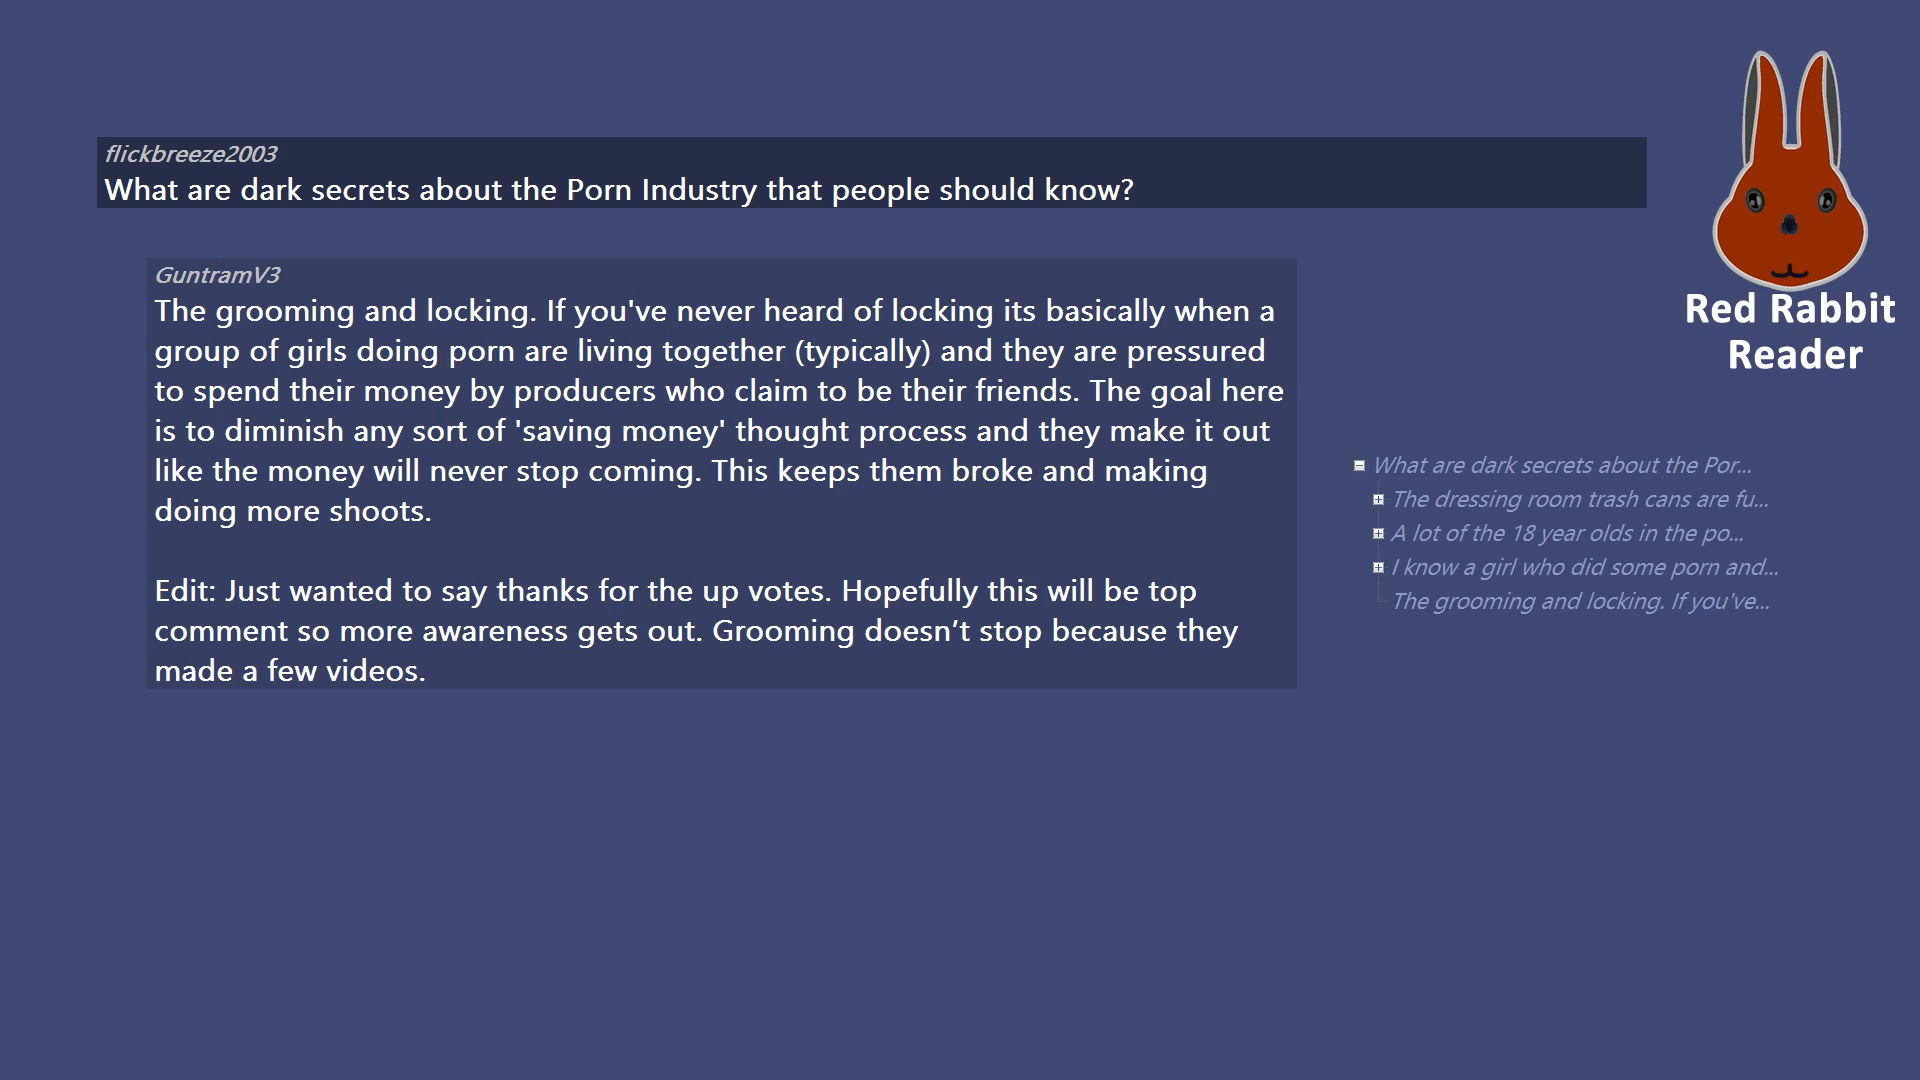 flickbreeze2003
What are dark secrets about the Porn Industry that people should know?
GuntramV3
The grooming and locking. If you've never heard of locking its basically when a
group of girls doing porn are living together (typically) and they are pressured
to spend their money by producers who claim to be their friends. The goal here
is to diminish any sort of 'saving money' thought process and they make it out
like the money will never stop coming. This keeps them broke and making
doing more shoots.
Edit: Just wanted to say thanks for the up votes. Hopefully this will be top
comment so more awareness gets out. Grooming doesn’t stop because they
made a few videos.
Red Rabbit
Reader
What are dark secrets about the Por...
The dressing room trash cans are fu...
A lot of the 18 year olds in the po...
I know a girl who did some porn and...
The grooming and locking. If you've...